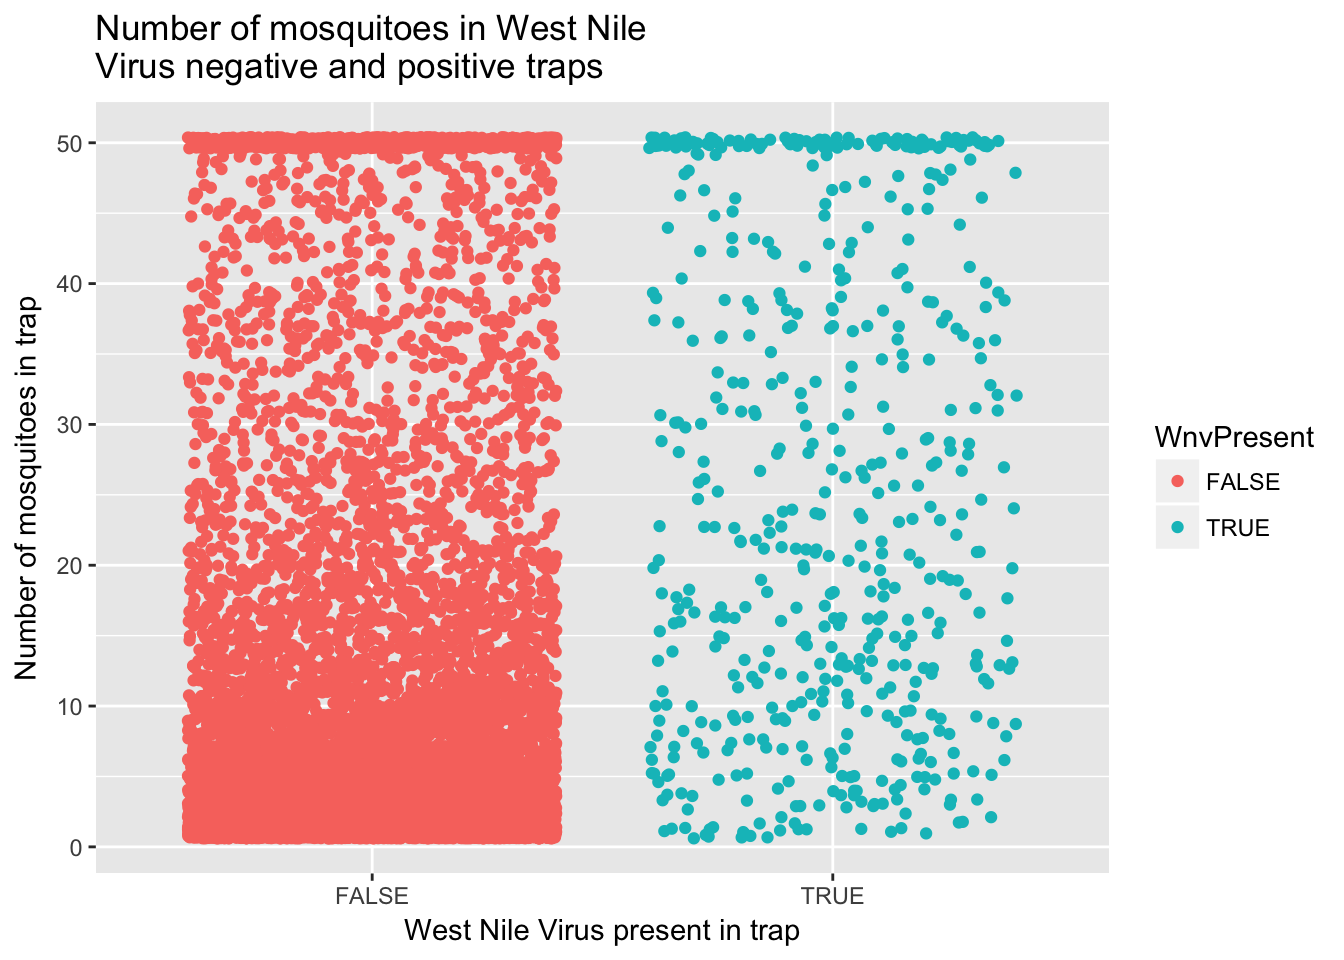 Number of mosquitoes in West Nile
Virus negative and positive traps
Number of mosquitoes in trap
50
40
30
20
10
0
FALSE
TRUE
West Nile Virus present in trap
WnvPresent
FALSE
TRUE